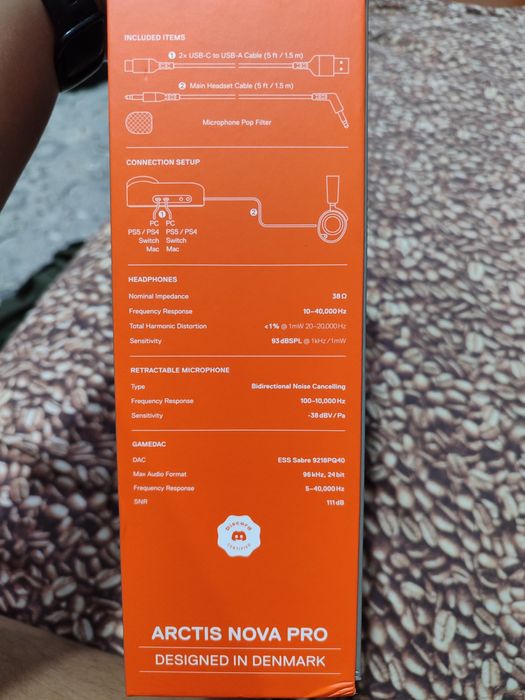 INCLUDED ITEMS
1 2× USB-C to USB-A Cable (5 ft / 1.5 m)
2 Main Headset Cable (5 ft / 1.5 m)
Microphone Pop Filter
CONNECTION SETUP
1 2
PC PC
PS5 / PS4 PS5 / PS4
Switch Switch
Mac Mac
HEADPHONES
Nominal Impedance 38 Ω
Frequency Response 10–40,000 Hz
Total Harmonic Distortion <1% @ 1mW 20–20,000Hz
Sensitivity 93 dBSPL @ 1kHz/1mW
RETRACTABLE MICROPHONE
Type Bidirectional Noise Cancelling
Frequency Response 100–10,000 Hz
Sensitivity -38 dBV / Pa
GAMEDAC
DAC ESS Sabre 9218PQ40
Max Audio Format 96 kHz, 24 bit
Frequency Response 5–40,000 Hz
SNR 111 dB
Discord
CERTIFIED
ARCTIS NOVA PRO
DESIGNED IN DENMARK